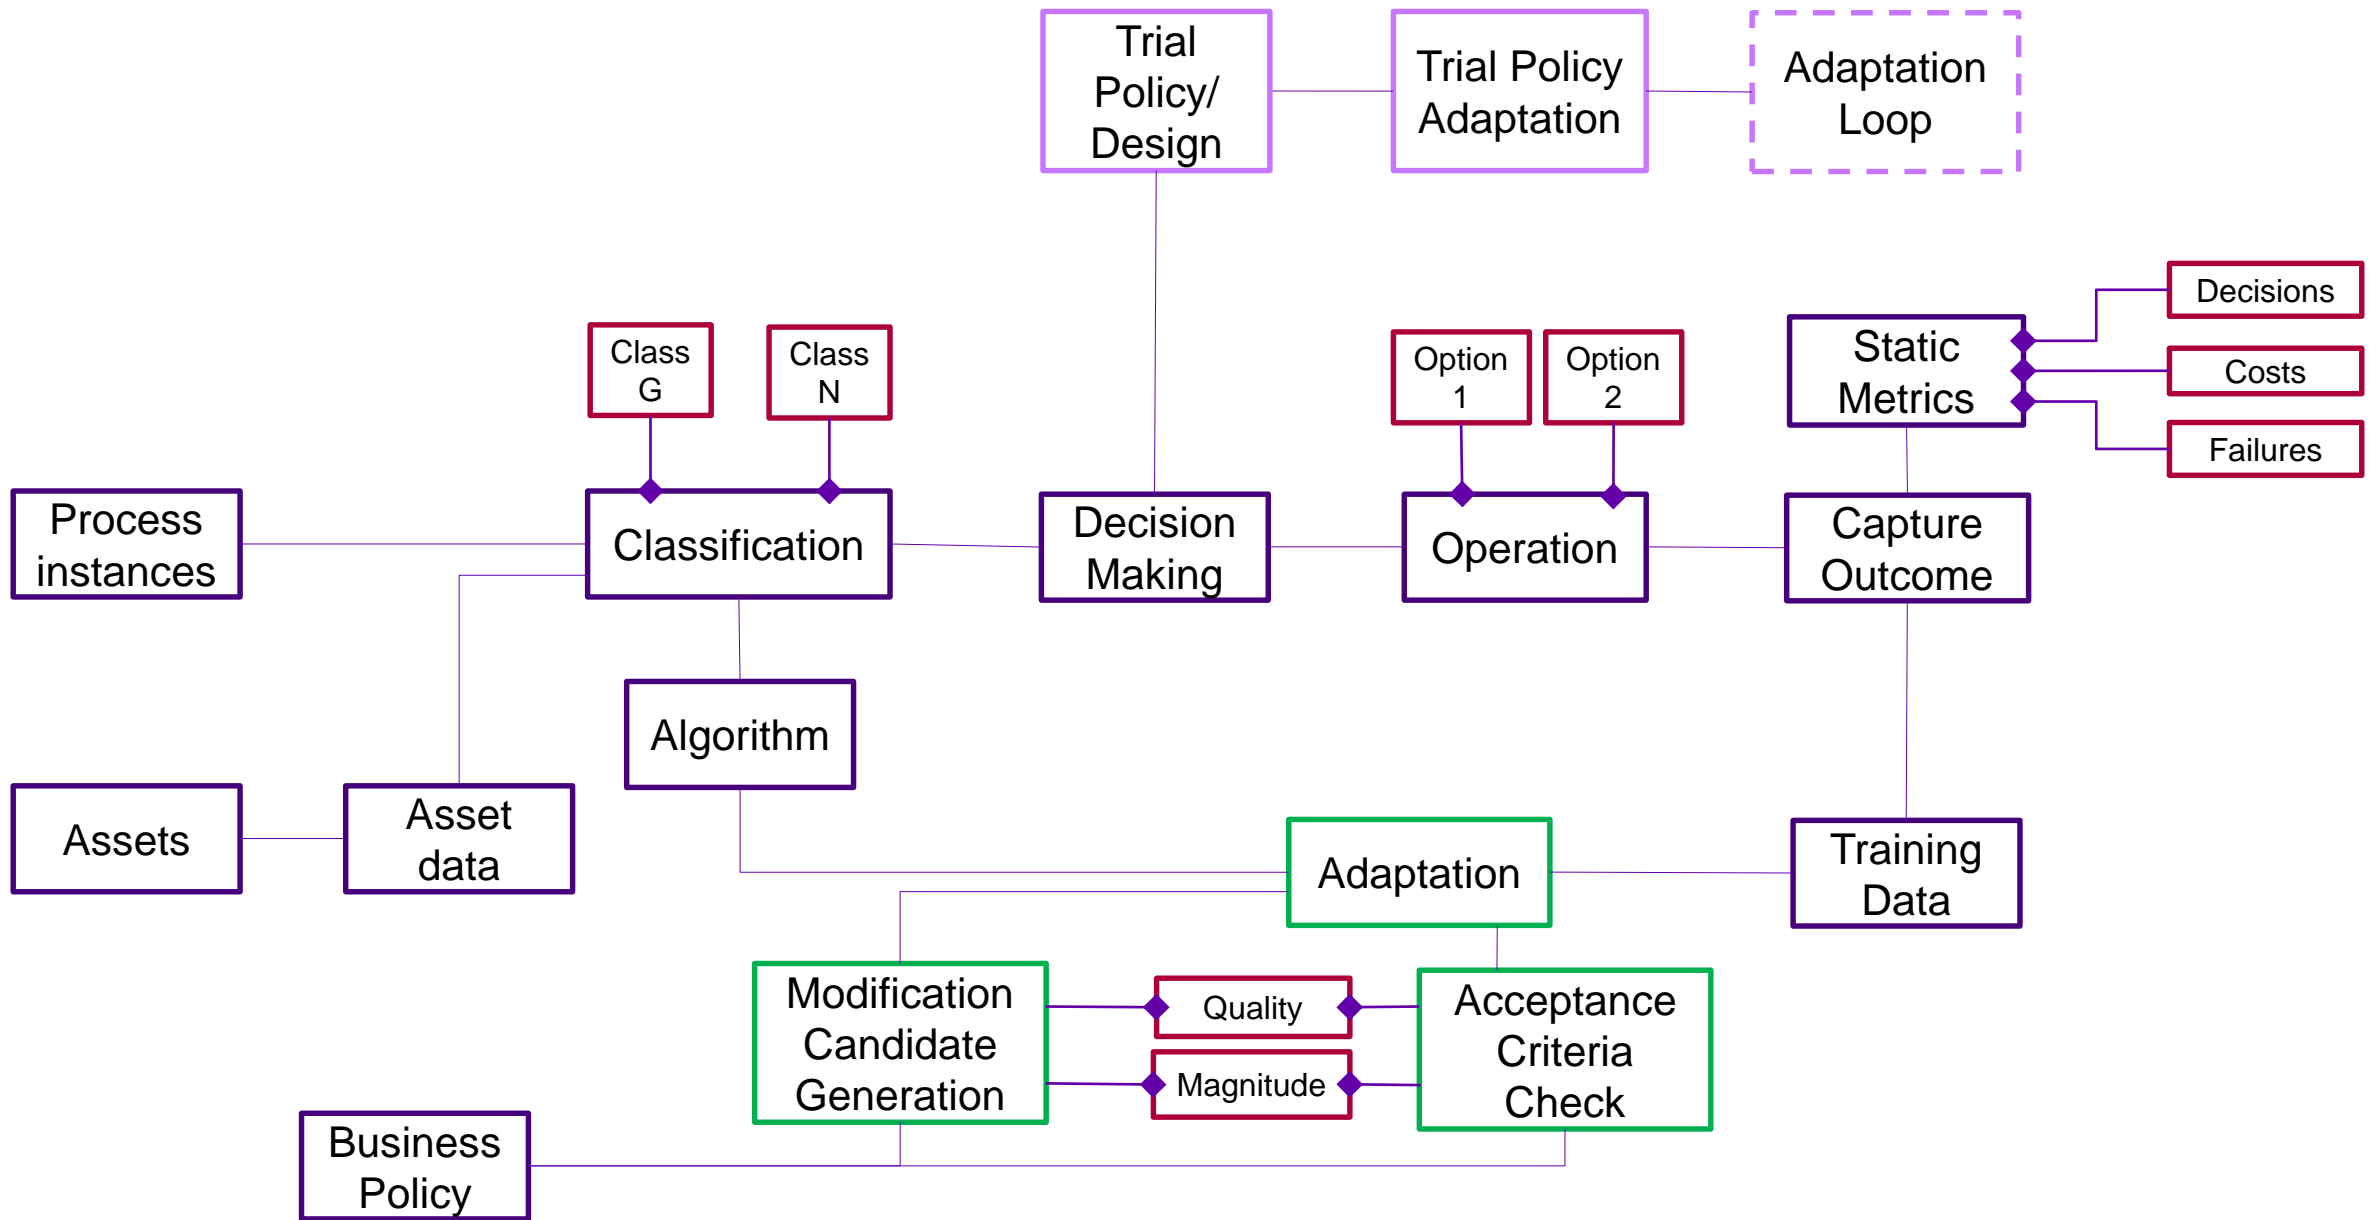 Trial
Policy/
Design
Trial Policy
Adaptation
Adaptation
Loop
Decisions
Class
G
Class
N
Option
1
Option
2
Static
Metrics
Costs
Failures
Process
instances
Classification
Decision
Making
Operation
Capture
Outcome
Algorithm
Assets
Asset
data
Adaptation
Training
Data
Modification
Candidate
Generation
Quality
Magnitude
Acceptance
Criteria
Check
Business
Policy